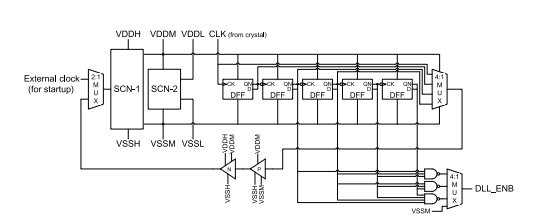 VDDH VDDM VDDL CLK (from crystal)
External clock
(for startup)
2:1
M
U
X
SCN-1
SCN-2
CK QN
D
DFF
CK QN
D
DFF
CK QN
D
DFF
CK QN
D
DFF
CK QN
D
DFF
4:1
M
U
X
VSSH VSSM VSSL
VDDH
VDDM
VDDM
N
P
VSSH
VSSM
VSSM
4:1
M
U
X
DLL_ENB
VSSM